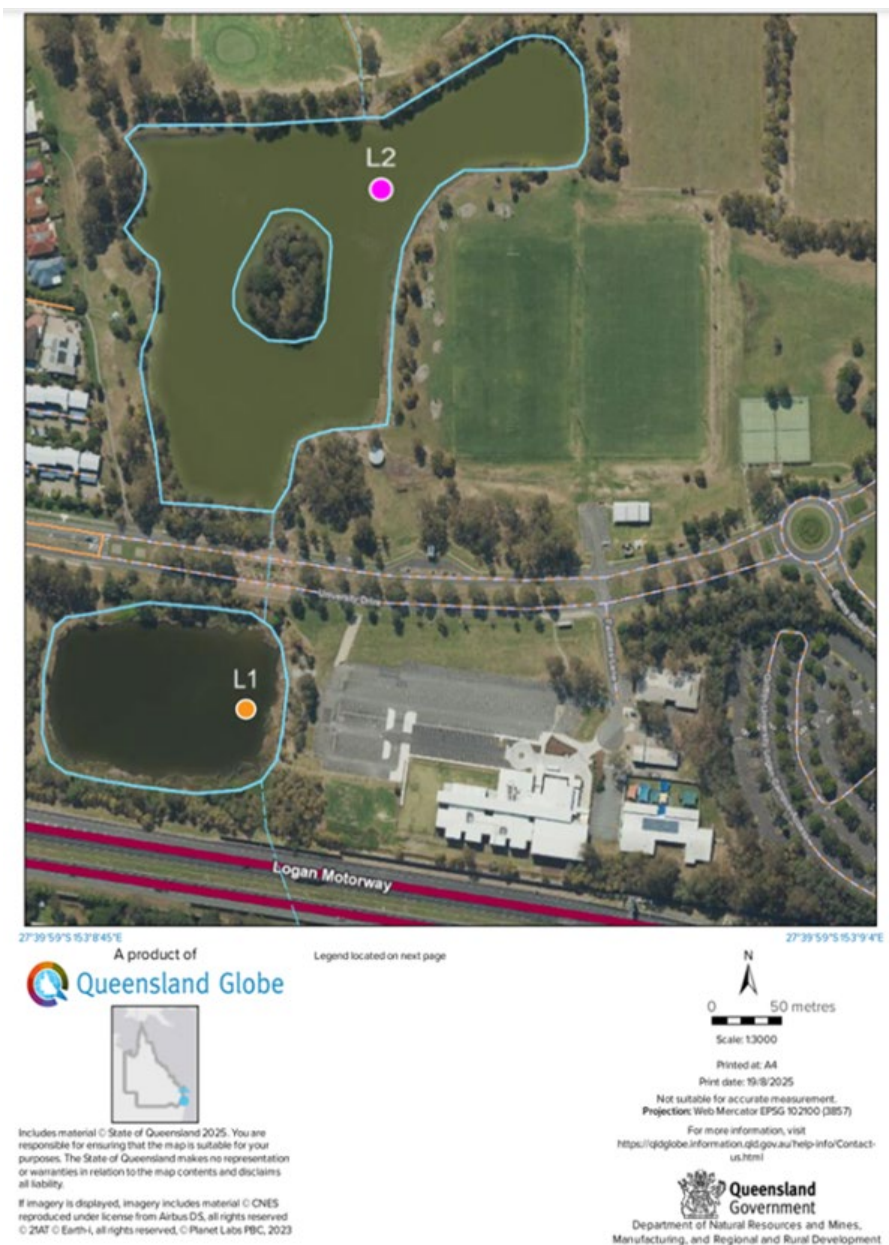 L2
L1
University Drive
Logan Motorway
27°39'59"S 153°8'45"E
27°39'59"S 153°9'4"E
A product of
Queensland Globe
Legend located on next page
N
0 50 metres
Scale: 1:3000
Printed at: A4
Print date: 19/8/2025
Not suitable for accurate measurement.
Projection: Web Mercator EPSG 102100 (3857)
For more information, visit
https://qldglobe.information.qld.gov.au/help-info/Contact-
us.html
Includes material © State of Queensland 2025. You are
responsible for ensuring that the map is suitable for your
purposes. The State of Queensland makes no representation
or warranties in relation to the map contents and disclaims
all liability.
If imagery is displayed, imagery includes material © CNES
reproduced under license from Airbus DS, all rights reserved
© 21AT © Earth-i, all rights reserved, © Planet Labs PBC, 2023
Queensland
Government
Department of Natural Resources and Mines,
Manufacturing, and Regional and Rural Development